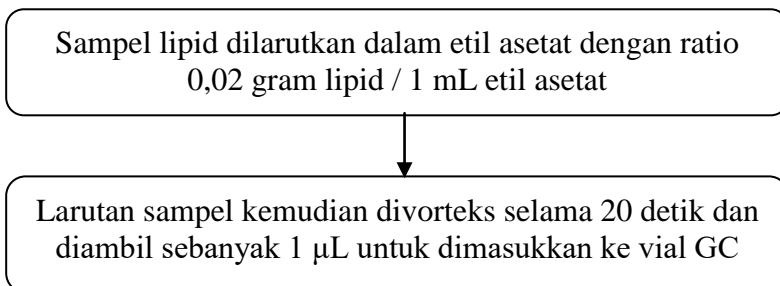 Sampel lipid dilarutkan dalam etil asetat dengan ratio
0,02 gram lipid / 1 mL etil asetat
Larutan sampel kemudian divorteks selama 20 detik dan
diambil sebanyak 1 μL untuk dimasukkan ke vial GC